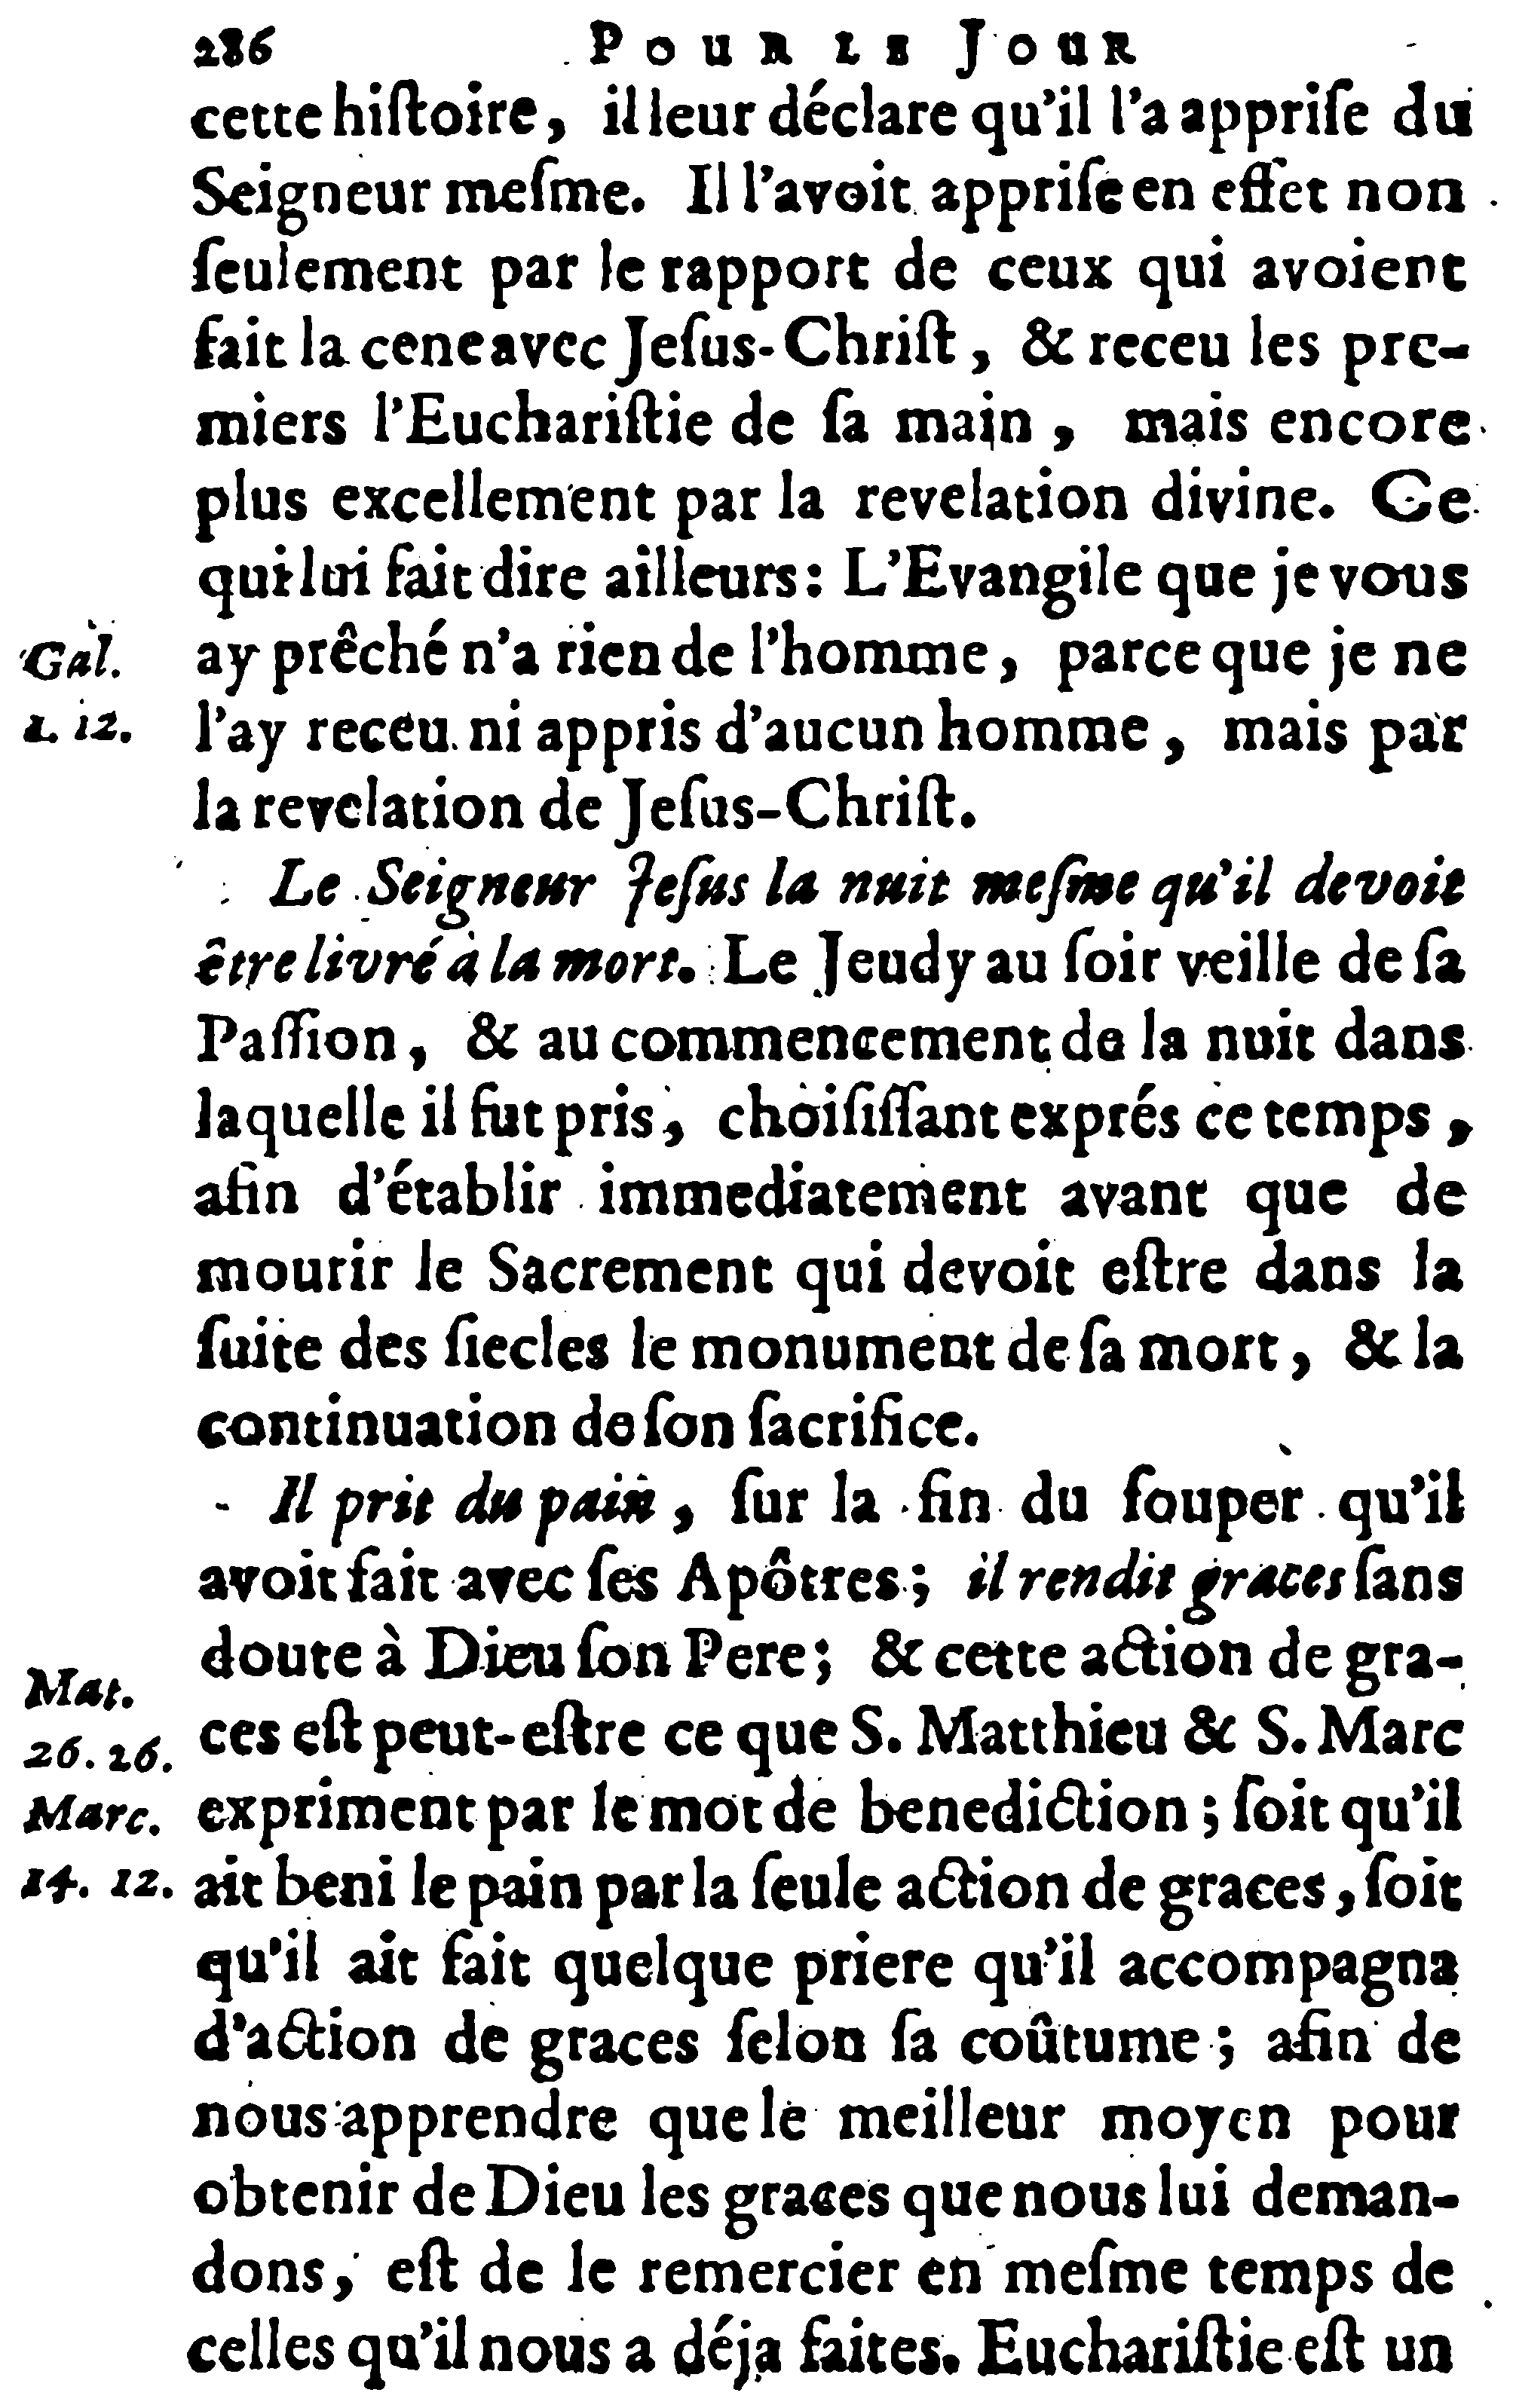 286 POUR LE JOUR
cette hiſtoire, il leur déclare qu'il l'a appriſe du
Seigneur meſme. Il l'avoit appriſe en effet non
ſeulement par le rapport de ceux qui avoient
fait la cene avec Jeſus-Chriſt, & receu les pre-
miers l'Euchariſtie de ſa main, mais encore
plus excellement par la revelation divine. Ce
qui lui fait dire ailleurs: L'Evangile que je vous
Gal. ay prêché n'a rien de l'homme, parce que je ne
1. 12. l'ay receu ni appris d'aucun homme, mais par
la revelation de Jeſus-Chriſt.
Le Seigneur Jeſus la nuit meſme qu'il devoit
être livré à la mort. Le Jeudy au ſoir veille de ſa
Paſſion, & au commencement de la nuit dans
laquelle il fut pris, choiſiſſant exprés ce temps,
afin d'établir immediatement avant que de
mourir le Sacrement qui devoit eſtre dans la
ſuite des ſiecles le monument de ſa mort, & la
continuation de ſon ſacrifice.
Il prit du pain, ſur la fin du ſouper qu'il
avoit fait avec ſes Apôtres; il rendit graces ſans
doute à Dieu ſon Pere; & cette action de gra-
Mat. ces eſt peut-eſtre ce que S. Matthieu & S. Marc
26. 26. Marc. expriment par le mot de benediction; ſoit qu'il
14. 12. ait beni le pain par la ſeule action de graces, ſoit
qu'il ait fait quelque priere qu'il accompagna
d'action de graces ſelon ſa coûtume; afin de
nous apprendre que le meilleur moyen pour
obtenir de Dieu les graces que nous lui deman-
dons, eſt de le remercier en meſme temps de
celles qu'il nous a déja faites. Euchariſtie eſt un